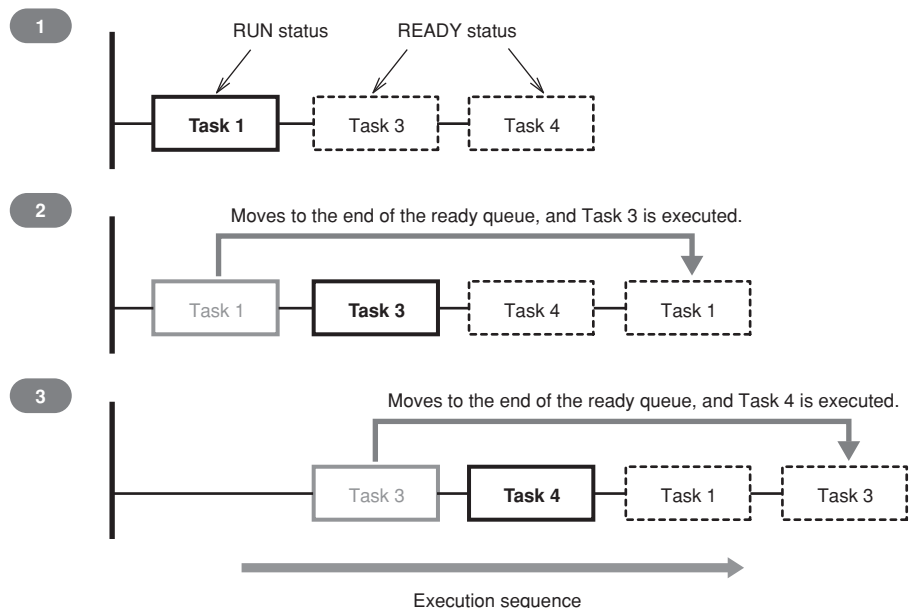 1
RUN status
READY status
Task 1
Task 3
Task 4
2
Moves to the end of the ready queue, and Task 3 is executed.
Task 1
Task 3
Task 4
Task 1
3
Moves to the end of the ready queue, and Task 4 is executed.
Task 3
Task 4
Task 1
Task 3
Execution sequence